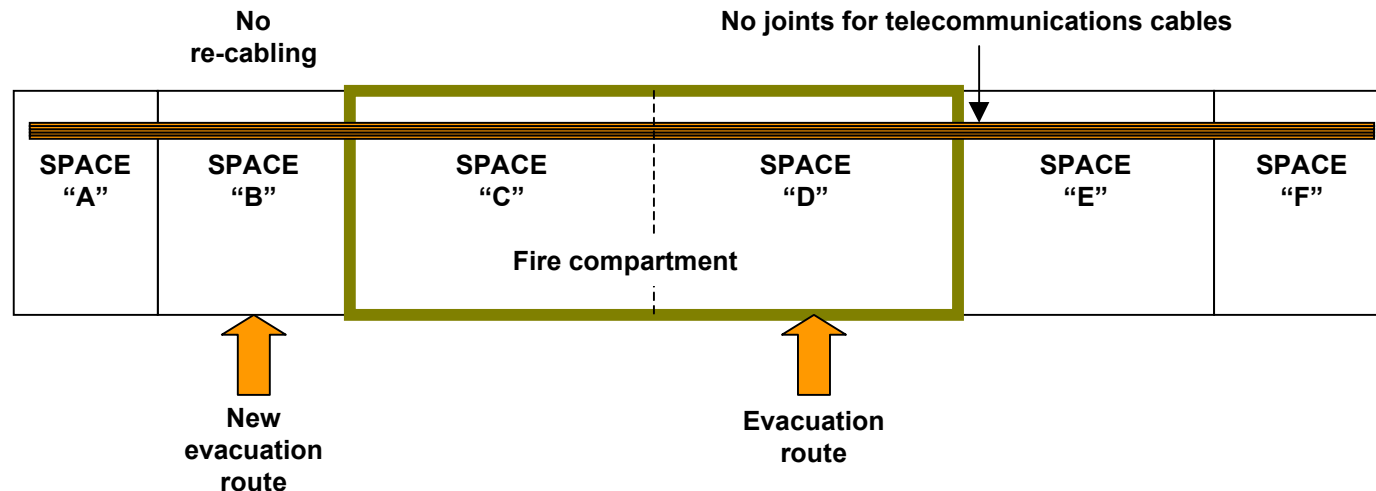 No
re-cabling
No joints for telecommunications cables
SPACE
“A”
SPACE
“B”
SPACE
“C”
SPACE
“D”
SPACE
“E”
SPACE
“F”
Fire compartment
New
evacuation
route
Evacuation
route